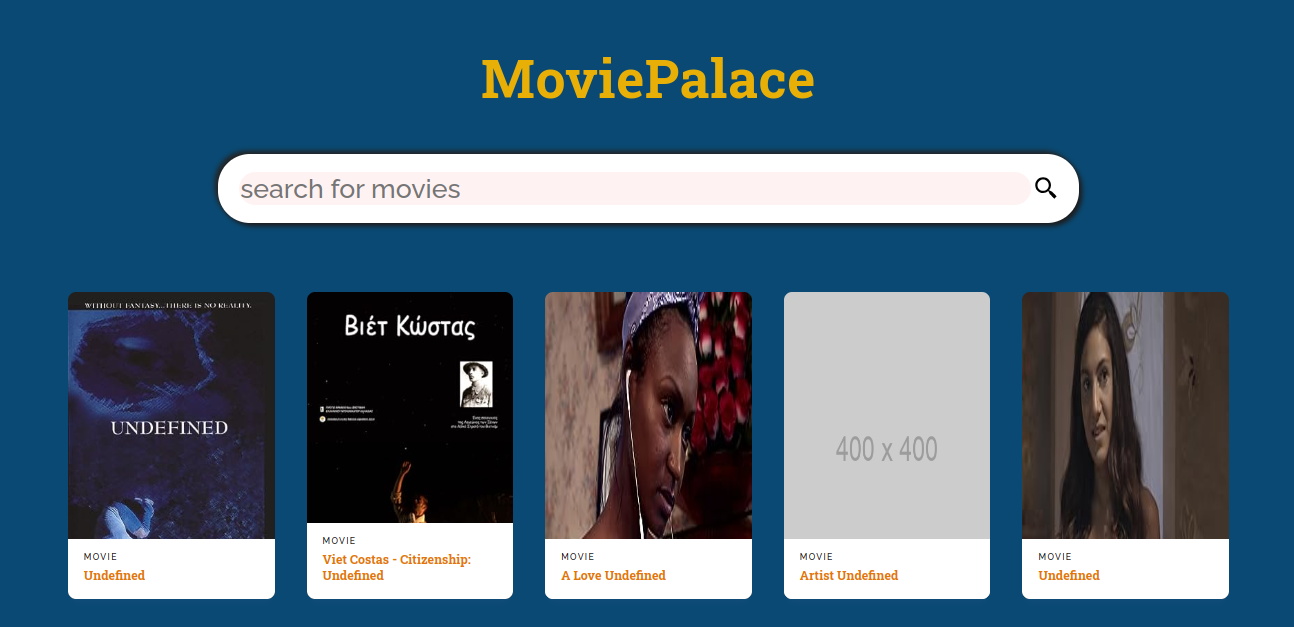 MoviePalace
search for movies
WITHOUT FANTASY...THERE IS NO REALITY.
UNDEFINED
MOVIE
Undefined
Βιέτ Κώστας
MOVIE
Viet Costas - Citizenship:
Undefined
MOVIE
A Love Undefined
400 x 400
MOVIE
Artist Undefined
MOVIE
Undefined